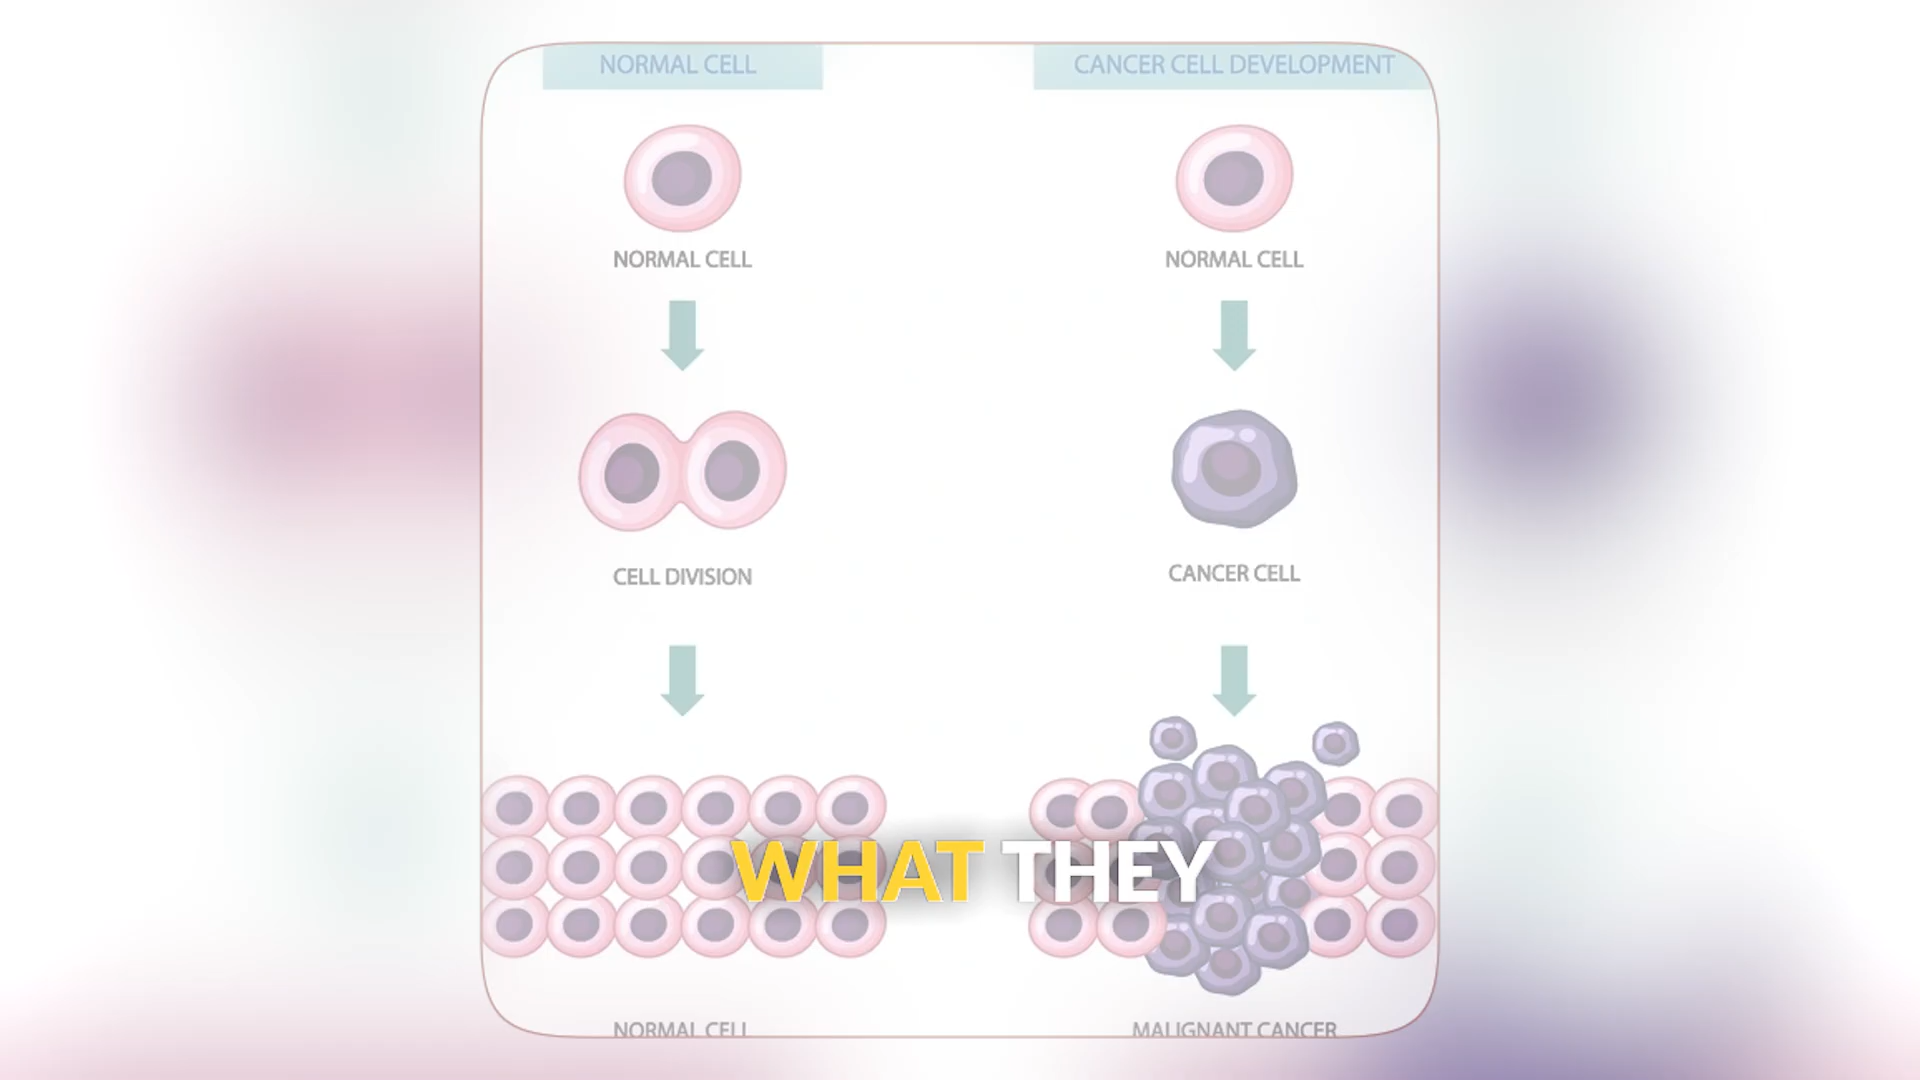 NORMAL CELL
CANCER CELL DEVELOPMENT
NORMAL CELL
NORMAL CELL
CELL DIVISION
CANCER CELL
WHAT THEY
NORMAL CELL
MALIGNANT CANCER